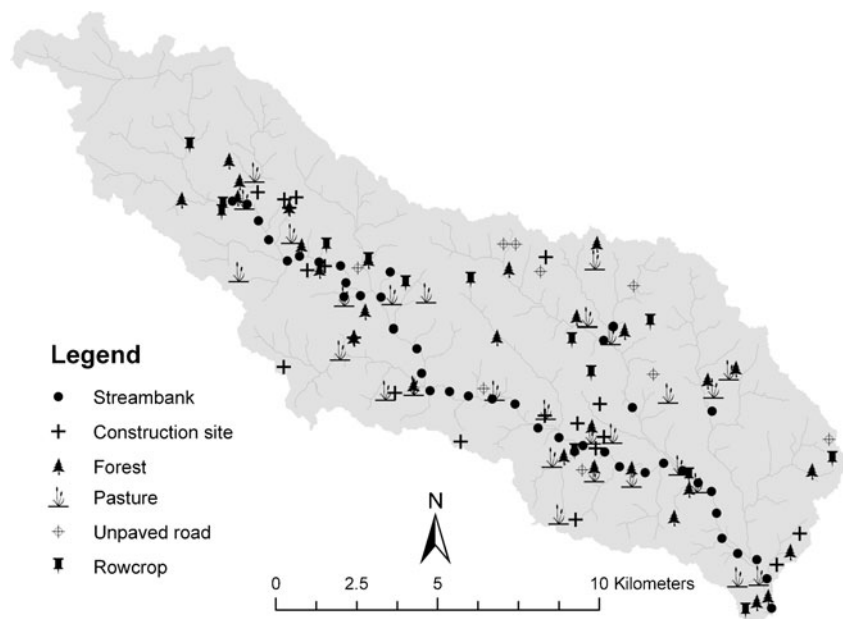 Legend
Streambank
Construction site
Forest
Pasture
Unpaved road
Rowcrop
N
0 2.5 5 10 Kilometers